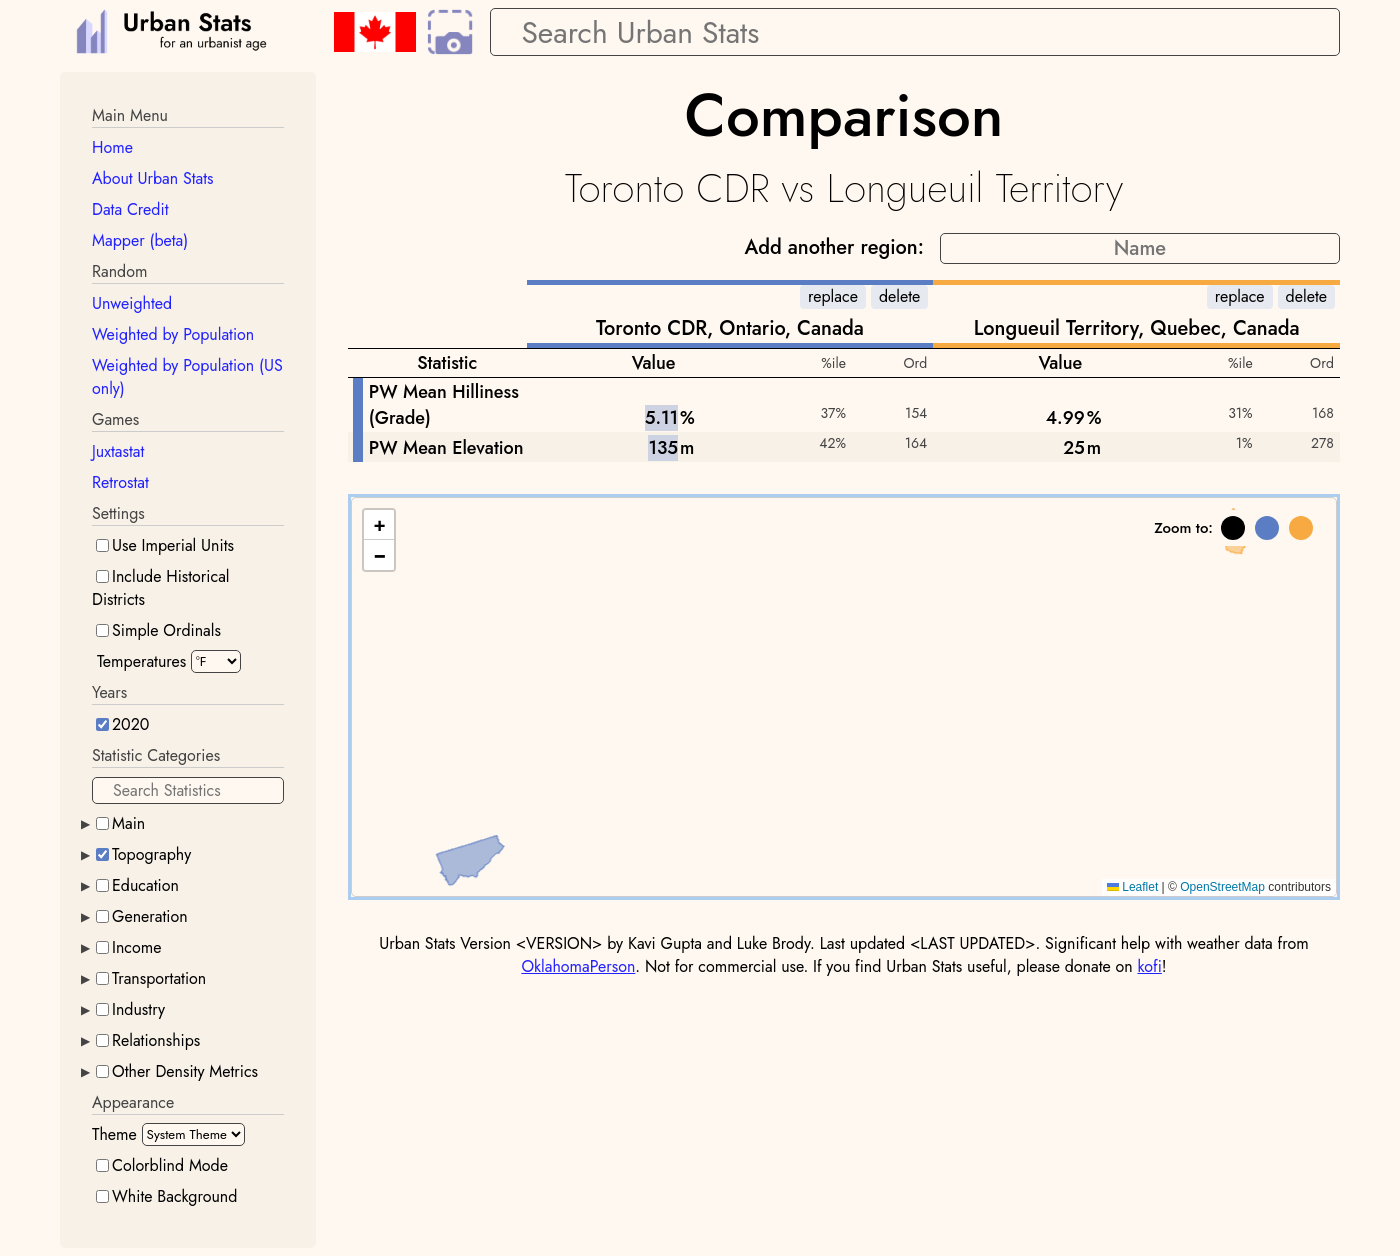 Urban Stats
for an urbanist age
Search Urban Stats
Main Menu
Home
About Urban Stats
Data Credit
Mapper (beta)
Random
Unweighted
Weighted by Population
Weighted by Population (US
only)
Games
Juxtastat
Retrostat
Settings
Use Imperial Units
Include Historical
Districts
Simple Ordinals
Temperatures °F
Years
2020
Statistic Categories
Search Statistics
Main
Topography
Education
Generation
Income
Transportation
Industry
Relationships
Other Density Metrics
Appearance
Theme System Theme
Colorblind Mode
White Background
Comparison
Toronto CDR vs Longueuil Territory
Add another region: Name
replace delete replace delete
Toronto CDR, Ontario, Canada Longueuil Territory, Quebec, Canada
Statistic Value %ile Ord Value %ile Ord
PW Mean Hilliness
(Grade) 5.11% 37% 154 4.99% 31% 168
PW Mean Elevation 135 m 42% 164 25 m 1% 278
+
−
Zoom to:
Leaflet | © OpenStreetMap contributors
Urban Stats Version <VERSION> by Kavi Gupta and Luke Brody. Last updated <LAST UPDATED>. Significant help with weather data from
OklahomaPerson. Not for commercial use. If you find Urban Stats useful, please donate on kofi!